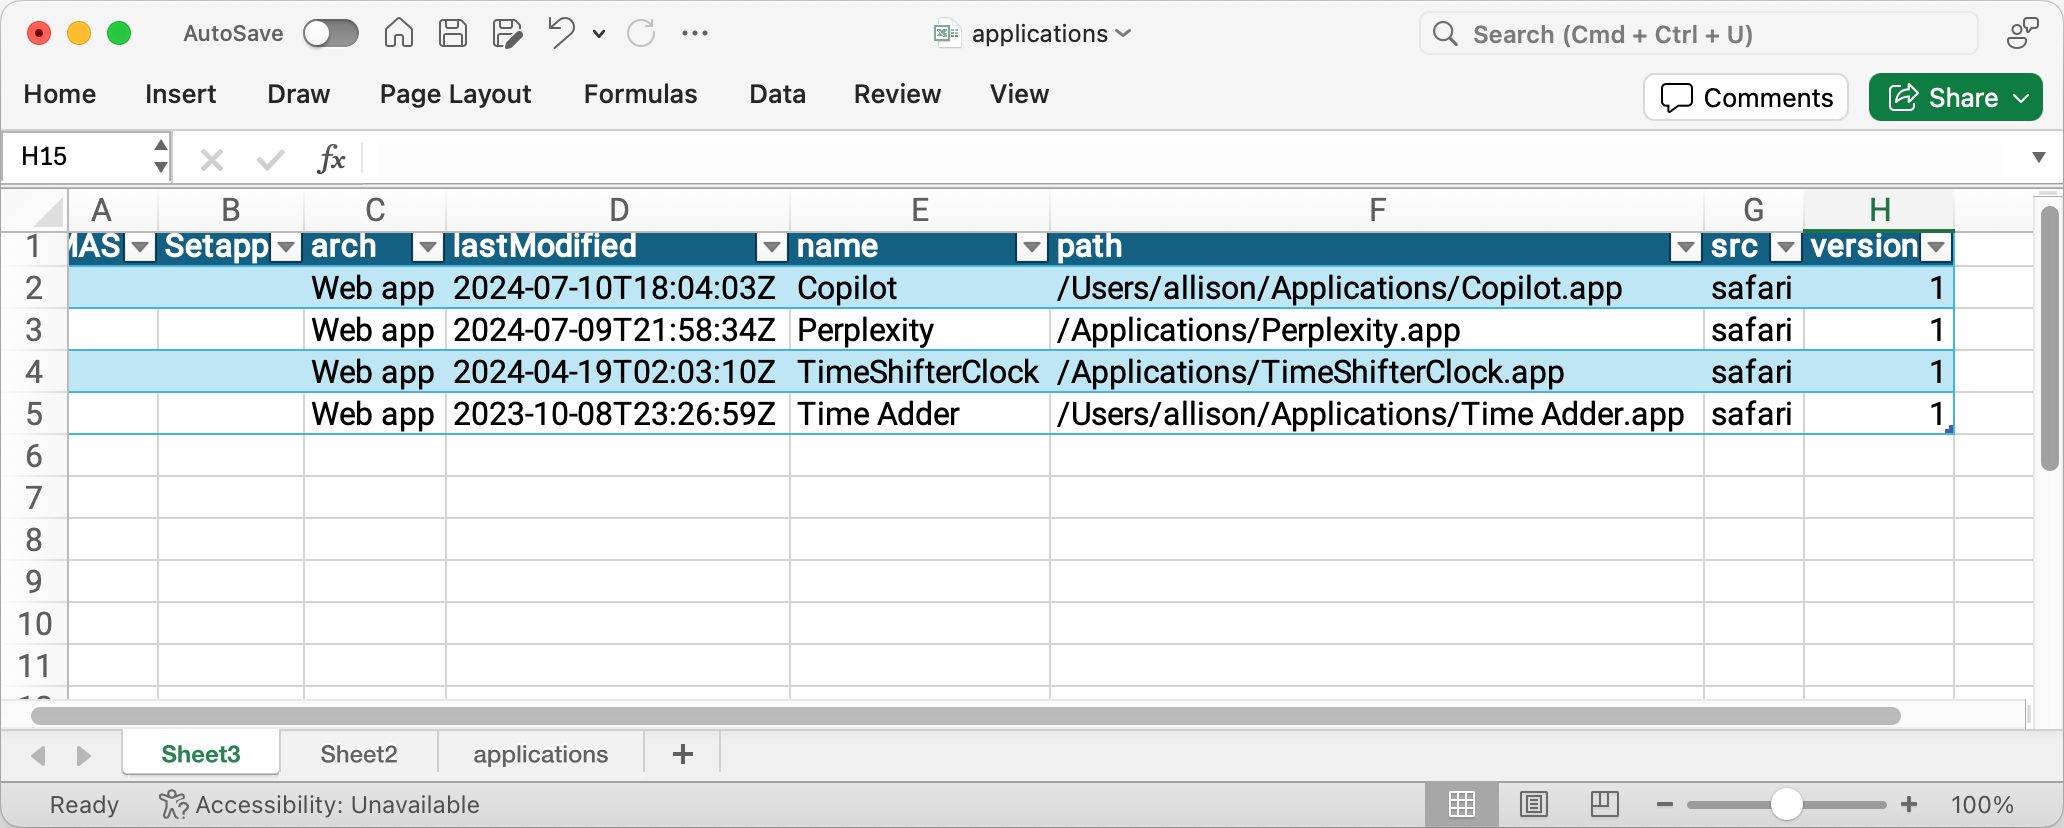 AutoSave applications Search (Cmd + Ctrl + U)
Home Insert Draw Page Layout Formulas Data Review View Comments Share
H15 fx
A B C D E F G H
1 MAS Setapp arch lastModified name path src version
2 Web app 2024-07-10T18:04:03Z Copilot /Users/allison/Applications/Copilot.app safari 1
3 Web app 2024-07-09T21:58:34Z Perplexity /Applications/Perplexity.app safari 1
4 Web app 2024-04-19T02:03:10Z TimeShifterClock /Applications/TimeShifterClock.app safari 1
5 Web app 2023-10-08T23:26:59Z Time Adder /Users/allison/Applications/Time Adder.app safari 1
6
7
8
9
10
11
Sheet3 Sheet2 applications +
Ready Accessibility: Unavailable 100%